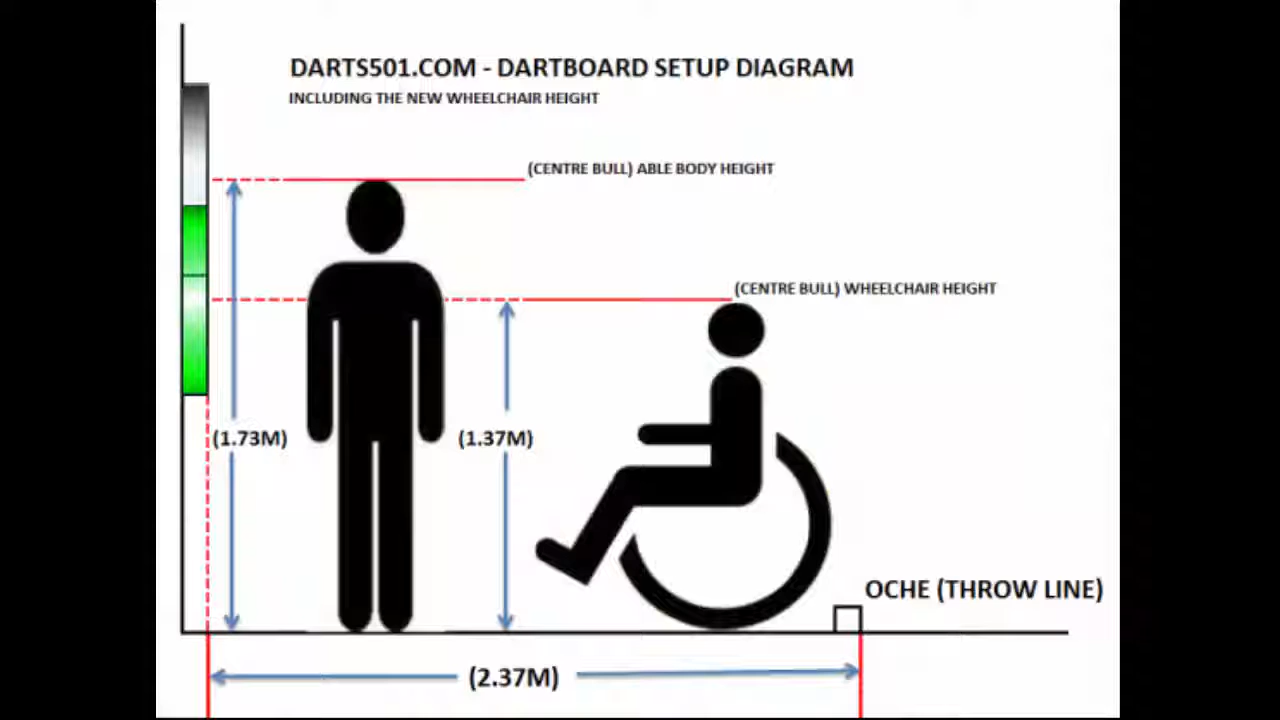 DARTS501.COM - DARTBOARD SETUP DIAGRAM
INCLUDING THE NEW WHEELCHAIR HEIGHT
(CENTRE BULL) ABLE BODY HEIGHT
(CENTRE BULL) WHEELCHAIR HEIGHT
(1.73M)
(1.37M)
OCHE (THROW LINE)
(2.37M)